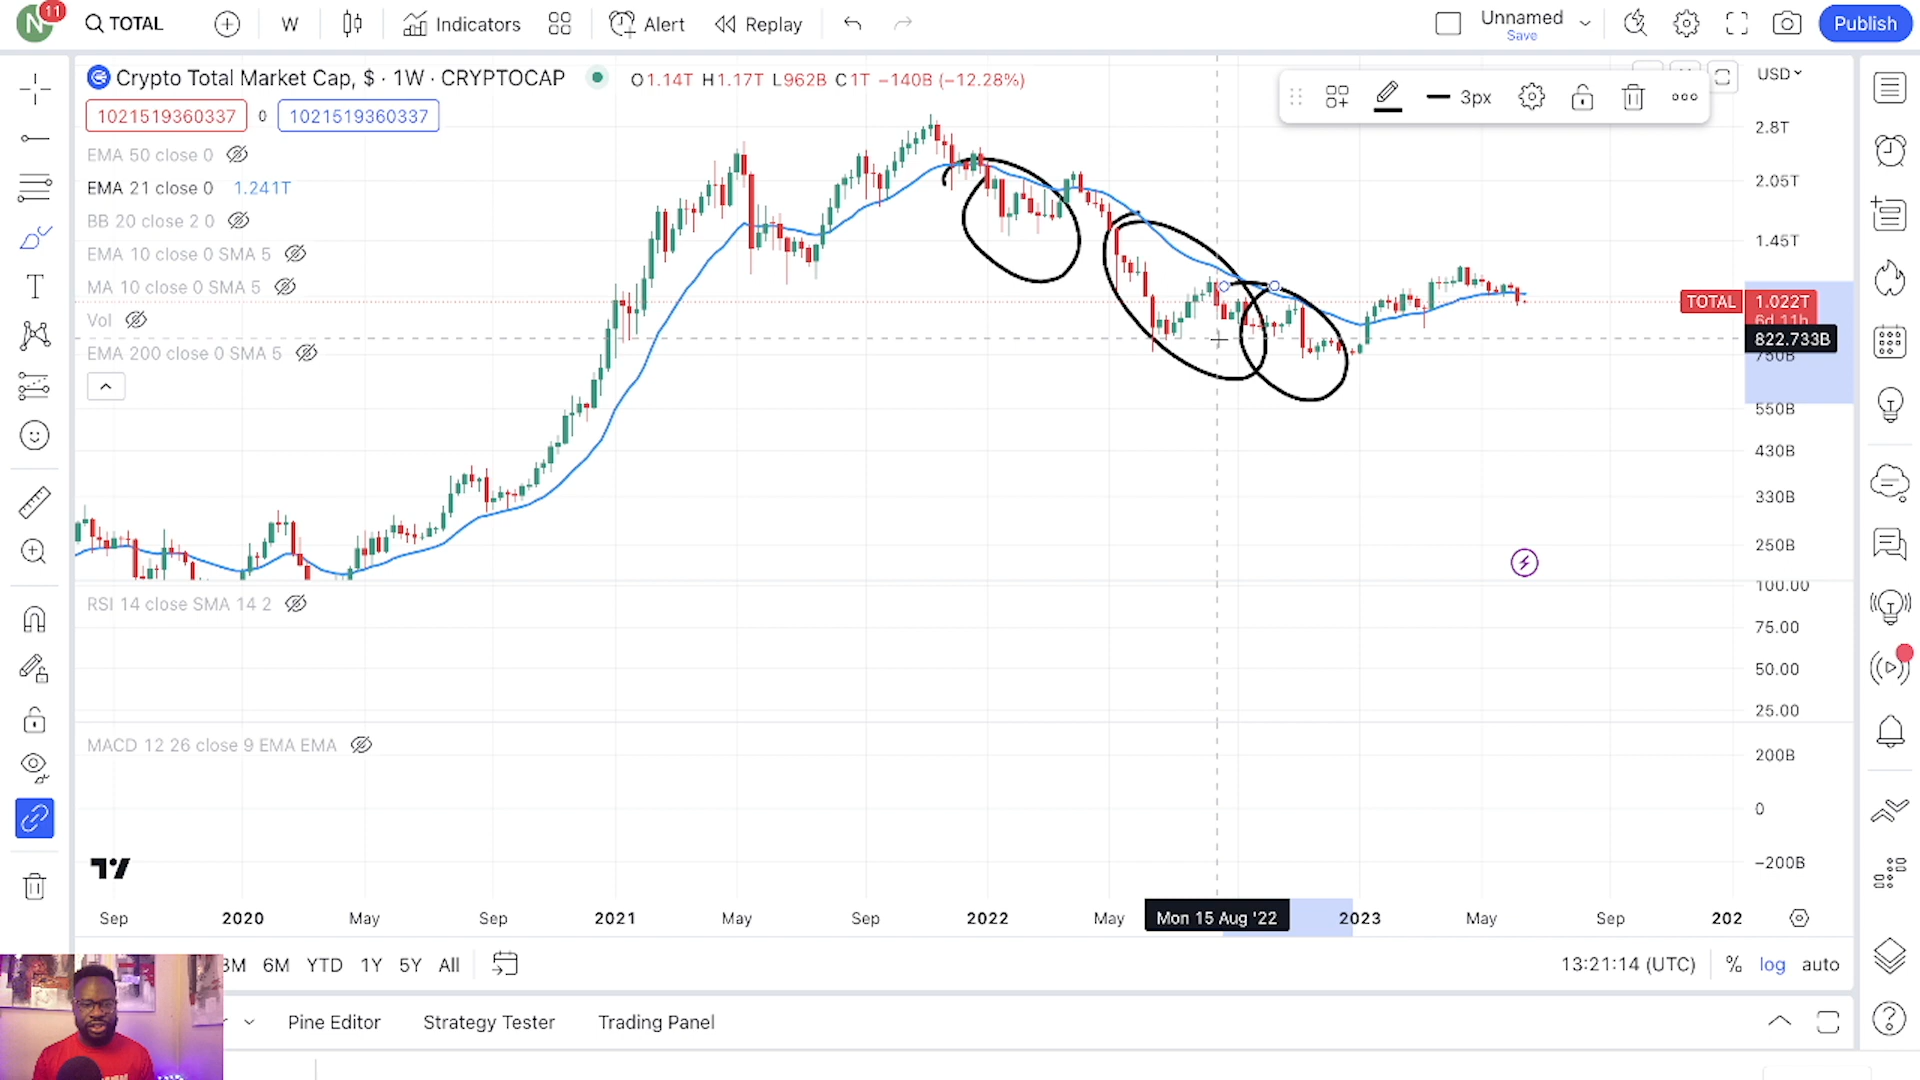 N 11 TOTAL W Indicators Alert Replay Unnamed Save Publish
Crypto Total Market Cap, $ · 1W · CRYPTOCAP O1.14T H1.17T L962B C1T −140B (−12.28%)
1021519360337 0 1021519360337
EMA 50 close 0
EMA 21 close 0 1.241T
BB 20 close 2 0
EMA 10 close 0 SMA 5
MA 10 close 0 SMA 5
Vol
EMA 200 close 0 SMA 5
3px
USD
2.8T
2.05T
1.45T
TOTAL 1.022T
6d 11h
822.733B
750B
550B
430B
330B
250B
RSI 14 close SMA 14 2
100.00
75.00
50.00
25.00
MACD 12 26 close 9 EMA EMA
200B
0
−200B
Sep 2020 May Sep 2021 May Sep 2022 May Mon 15 Aug '22 2023 May Sep 202
3M 6M YTD 1Y 5Y All 13:21:14 (UTC) % log auto
Pine Editor Strategy Tester Trading Panel